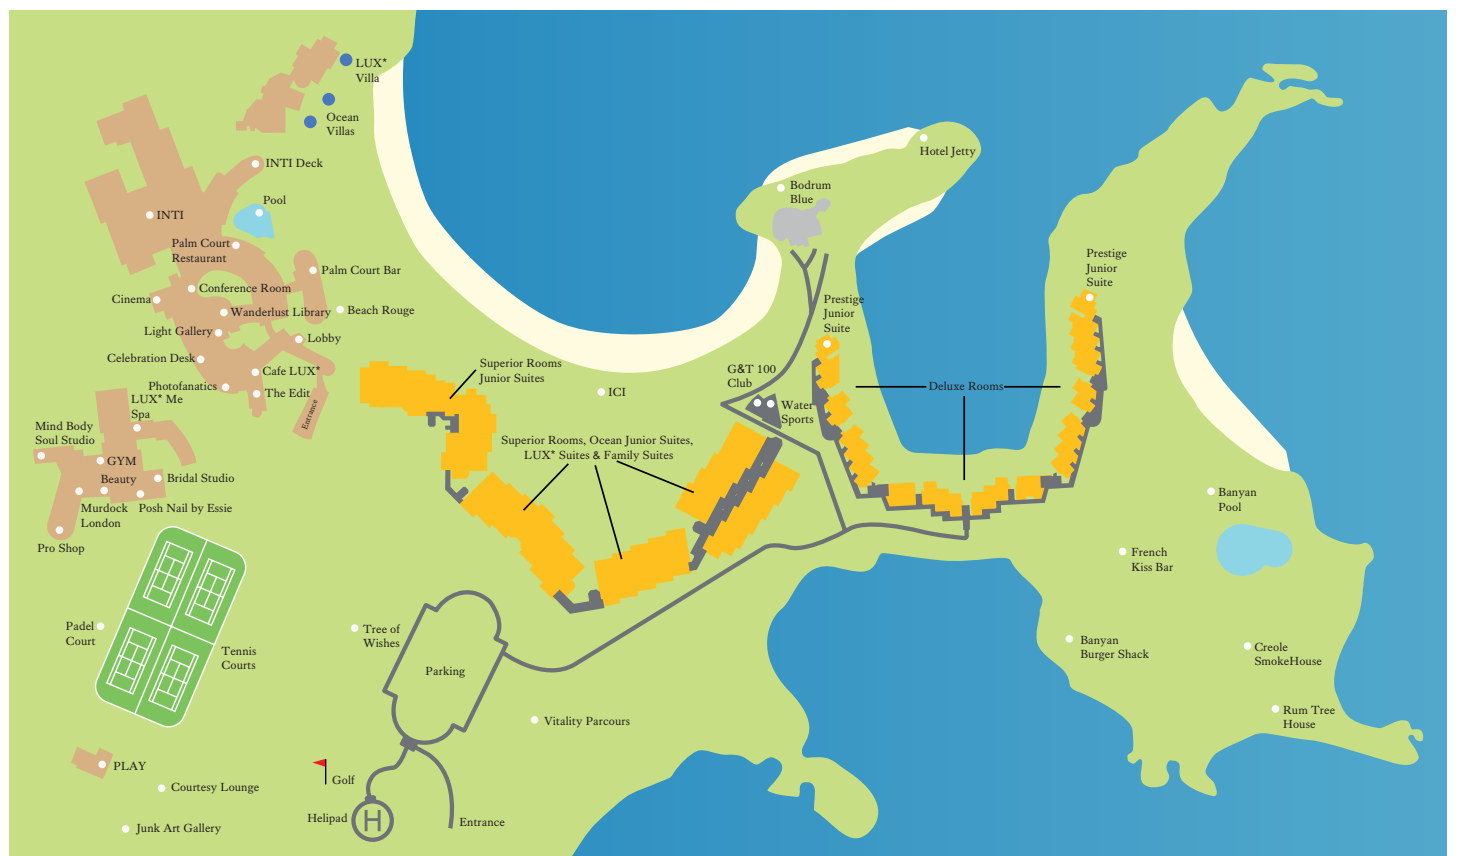 LUX*
Villa
Ocean
Villas
INTI Deck
Pool
INTI
Palm Court
Restaurant
Palm Court Bar
Conference Room
Cinema
Wanderlust Library
Beach Rouge
Light Gallery
Lobby
Celebration Desk
Cafe LUX*
Photofanatics
The Edit
Entrance
LUX* Me
Spa
Mind Body
Soul Studio
GYM
Beauty
Bridal Studio
Murdock
London
Posh Nail by Essie
Pro Shop
Padel
Court
Tennis
Courts
PLAY
Courtesy Lounge
Junk Art Gallery
Superior Rooms
Junior Suites
ICI
Superior Rooms, Ocean Junior Suites,
LUX* Suites & Family Suites
Tree of
Wishes
Parking
Vitality Parcours
Golf
Helipad
H
Entrance
Hotel Jetty
Bodrum
Blue
Prestige
Junior
Suite
G&T 100
Club
Water
Sports
Deluxe Rooms
Prestige
Junior
Suite
Banyan
Pool
French
Kiss Bar
Banyan
Burger Shack
Creole
SmokeHouse
Rum Tree
House